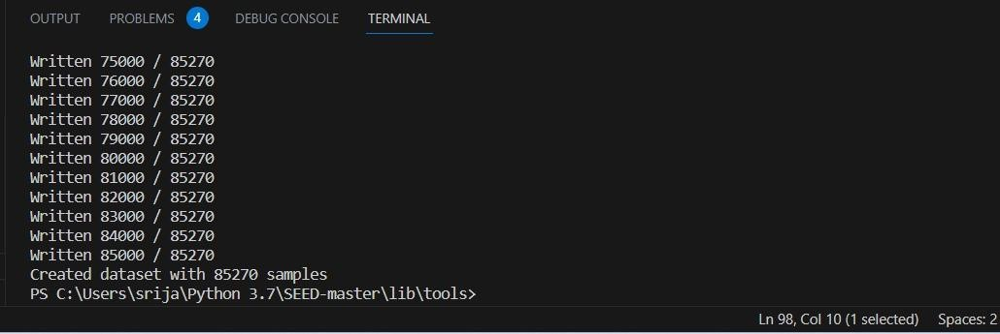 OUTPUT PROBLEMS 4 DEBUG CONSOLE TERMINAL
Written 75000 / 85270
Written 76000 / 85270
Written 77000 / 85270
Written 78000 / 85270
Written 79000 / 85270
Written 80000 / 85270
Written 81000 / 85270
Written 82000 / 85270
Written 83000 / 85270
Written 84000 / 85270
Written 85000 / 85270
Created dataset with 85270 samples
PS C:\Users\srija\Python 3.7\SEED-master\lib\tools>
Ln 98, Col 10 (1 selected) Spaces: 2